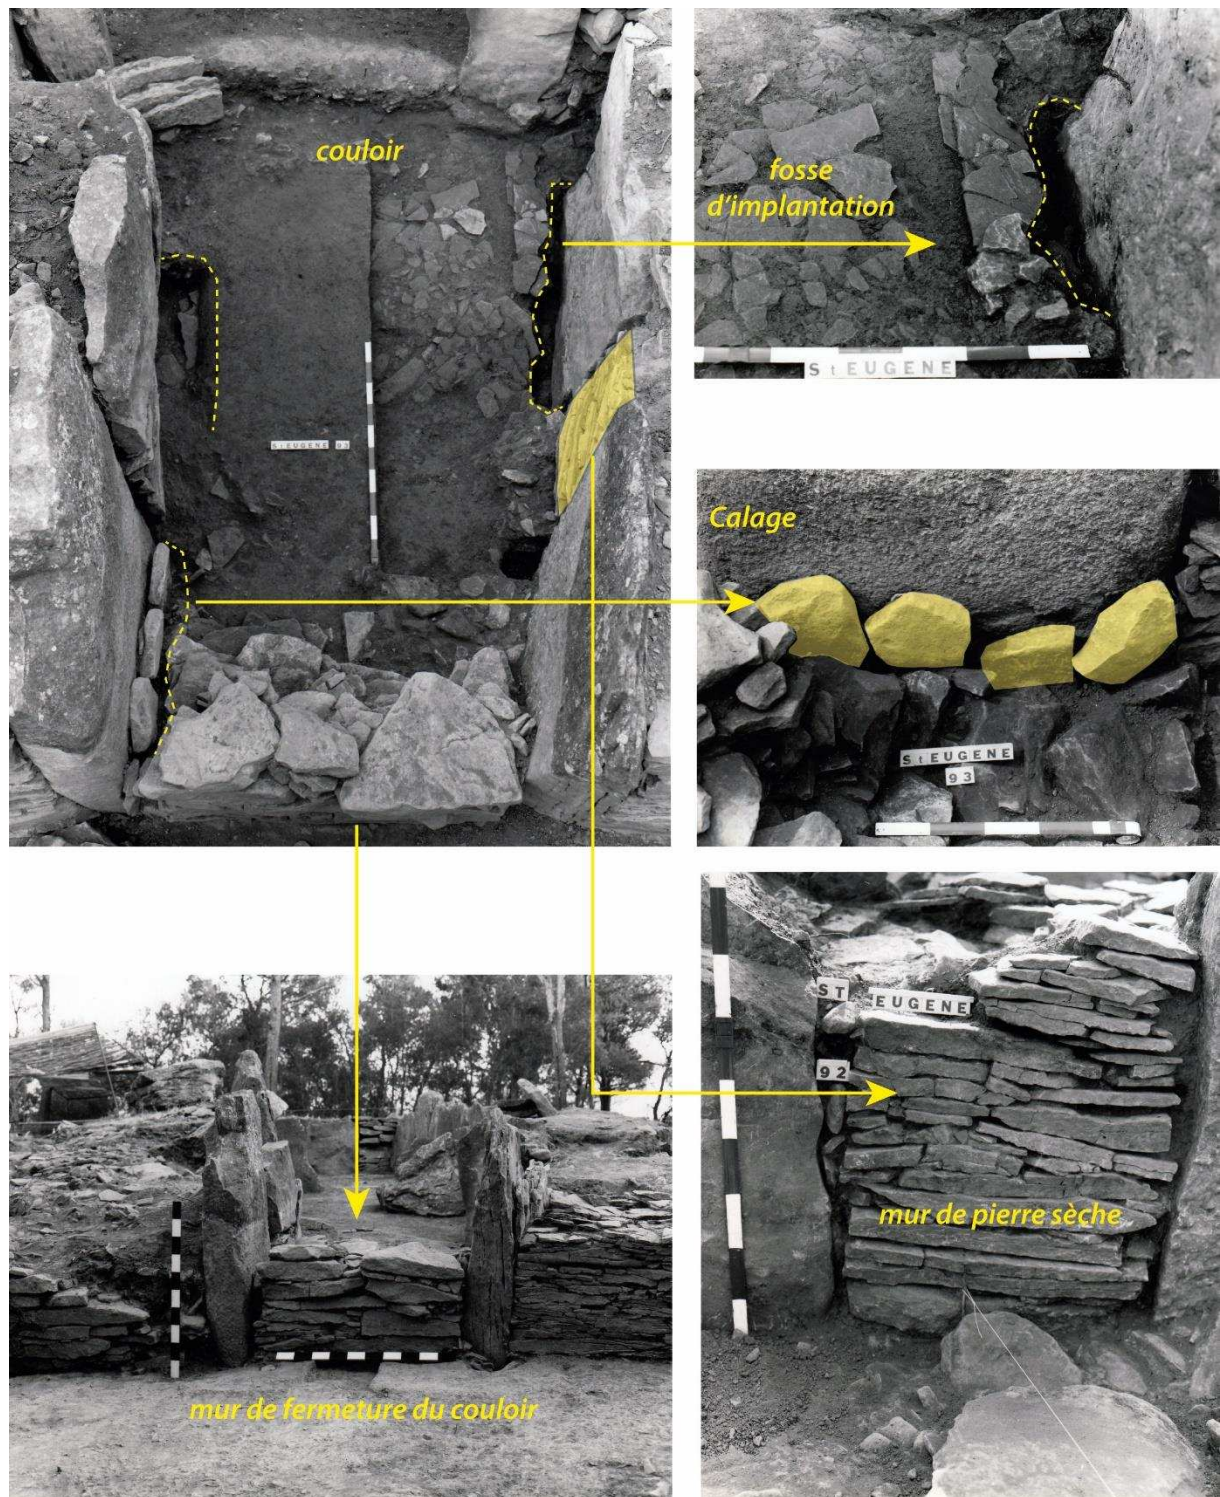 couloir
St EUGENE 93
fosse
d'implantation
St EUGENE
Calage
St EUGENE
93
ST EUGENE
92
mur de pierre sèche
mur de fermeture du couloir